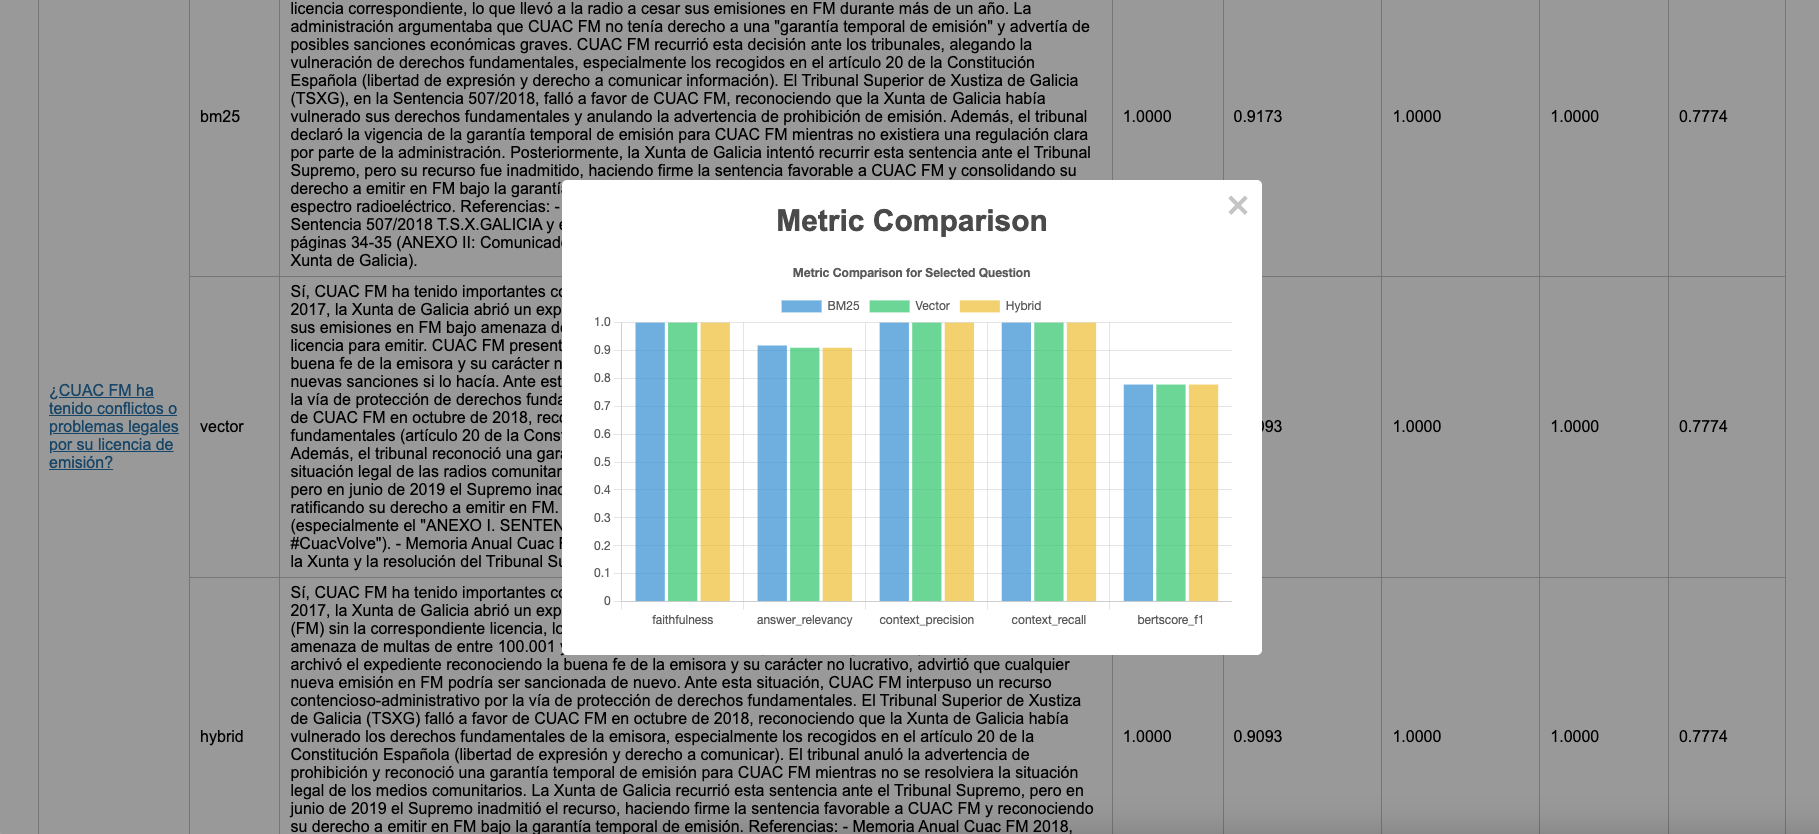 licencia correspondiente, lo que llevó a la radio a cesar sus emisiones en FM durante más de un año. La
administración argumentaba que CUAC FM no tenía derecho a una "garantía temporal de emisión" y advertía de
posibles sanciones económicas graves. CUAC FM recurrió esta decisión ante los tribunales, alegando la
vulneración de derechos fundamentales, especialmente los recogidos en el artículo 20 de la Constitución
Española (libertad de expresión y derecho a comunicar información). El Tribunal Superior de Xustiza de Galicia
(TSXG), en la Sentencia 507/2018, falló a favor de CUAC FM, reconociendo que la Xunta de Galicia había
vulnerado sus derechos fundamentales y anulando la advertencia de prohibición de emisión. Además, el tribunal
declaró la vigencia de la garantía temporal de emisión para CUAC FM mientras no existiera una regulación clara
por parte de la administración. Posteriormente, la Xunta de Galicia intentó recurrir esta sentencia ante el Tribunal
Supremo, pero su recurso fue inadmitido, haciendo firme la sentencia favorable a CUAC FM y consolidando su
derecho a emitir en FM bajo la
espectro radioeléctrico. Referencias: -
Sentencia 507/2018 T.S.X.GALICIA y
páginas 34-35 (ANEXO II:
Xunta de Galicia).
bm25
1.0000
0.9173
1.0000
1.0000
0.7774
¿CUAC FM ha
tenido conflictos o
problemas legales
por su licencia de
emisión?
vector
Sí, CUAC FM ha tenido importantes
2017, la Xunta de Galicia abrió un
sus emisiones en FM bajo amenaza
licencia para emitir. CUAC FM
buena fe de la emisora y su carácter
nuevas sanciones si lo hacía. Ante
la vía de protección de derechos
de CUAC FM en octubre de 2018,
fundamentales (artículo 20 de la
Además, el tribunal reconoció una
situación legal de las radios
pero en junio de 2019 el Supremo
ratificando su derecho a emitir en FM.
(especialmente el "ANEXO I.
#CuacVolve"). - Memoria Anual Cuac
la Xunta y la resolución del Tribunal
93
1.0000
1.0000
0.7774
hybrid
Sí, CUAC FM ha tenido importantes
2017, la Xunta de Galicia abrió un
(FM) sin la correspondiente licencia,
amenaza de multas de entre 100.001
archivó el expediente reconociendo la buena fe de la emisora y su carácter no lucrativo, advirtió que cualquier
nueva emisión en FM podría ser sancionada de nuevo. Ante esta situación, CUAC FM interpuso un recurso
contencioso-administrativo por la vía de protección de derechos fundamentales. El Tribunal Superior de Xustiza
de Galicia (TSXG) falló a favor de CUAC FM en octubre de 2018, reconociendo que la Xunta de Galicia había
vulnerado los derechos fundamentales de la emisora, especialmente los recogidos en el artículo 20 de la
Constitución Española (libertad de expresión y derecho a comunicar). El tribunal anuló la advertencia de
prohibición y reconoció una garantía temporal de emisión para CUAC FM mientras no se resolviera la situación
legal de los medios comunitarios. La Xunta de Galicia recurrió esta sentencia ante el Tribunal Supremo, pero en
junio de 2019 el Supremo inadmitió el recurso, haciendo firme la sentencia favorable a CUAC FM y reconociendo
su derecho a emitir en FM bajo la garantía temporal de emisión. Referencias: - Memoria Anual Cuac FM 2018,
1.0000
0.9093
1.0000
1.0000
0.7774
Metric Comparison
×
Metric Comparison for Selected Question
BM25 Vector Hybrid
1.0
0.9
0.8
0.7
0.6
0.5
0.4
0.3
0.2
0.1
0
faithfulness answer_relevancy context_precision context_recall bertscore_f1